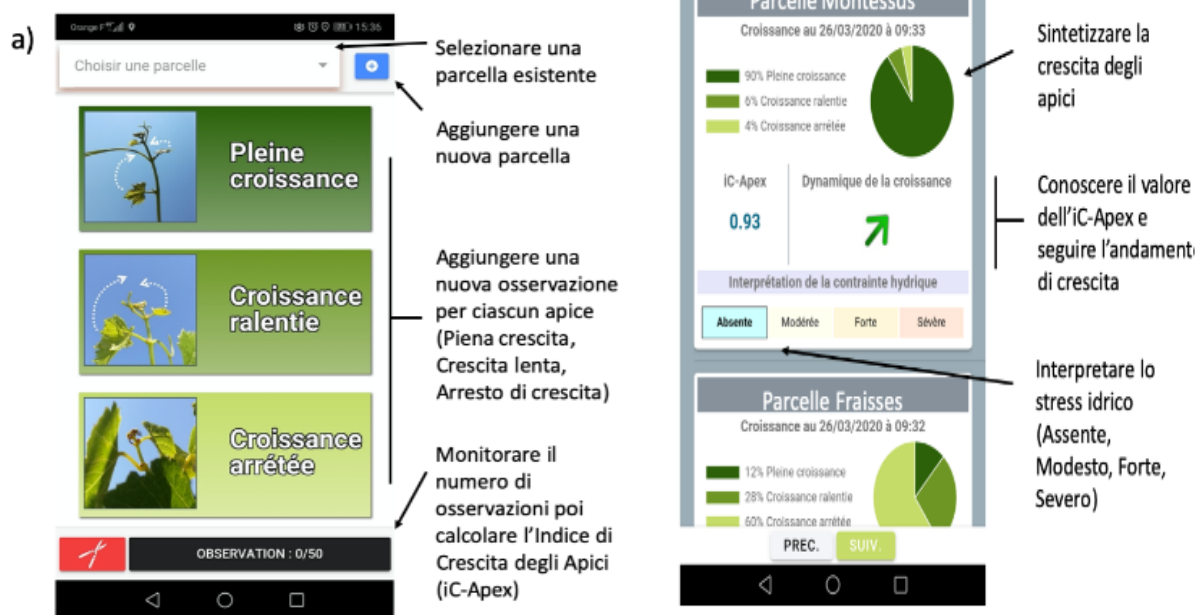 a)
Orange F
15:36
Choisir une parcelle
Pleine
croissance
Croissance
ralentie
Croissance
arrétée
OBSERVATION : 0/50
Selezionare una
parcella esistente
Aggiungere una
nuova parcella
Aggiungere una
nuova osservazione
per ciascun apice
(Piena crescita,
Crescita lenta,
Arresto di crescita)
Monitorare il
numero di
osservazioni poi
calcolare l'Indice di
Crescita degli Apici
(iC-Apex)
Parcelle Montessus
Croissance au 26/03/2020 à 09:33
90% Pleine croissance
6% Croissance ralentie
4% Croissance arrétée
iC-Apex
Dynamique de la croissance
0.93
Interprétation de la contrainte hydrique
Absente Modérée Forte Sévère
Parcelle Fraisses
Croissance au 26/03/2020 à 09:32
12% Pleine croissance
28% Croissance ralentie
60% Croissance arrétée
PREC. SUIV.
Sintetizzare la
crescita degli
apici
Conoscere il valore
dell'iC-Apex e
seguire l'andamento
di crescita
Interpretare lo
stress idrico
(Assente,
Modesto, Forte,
Severo)